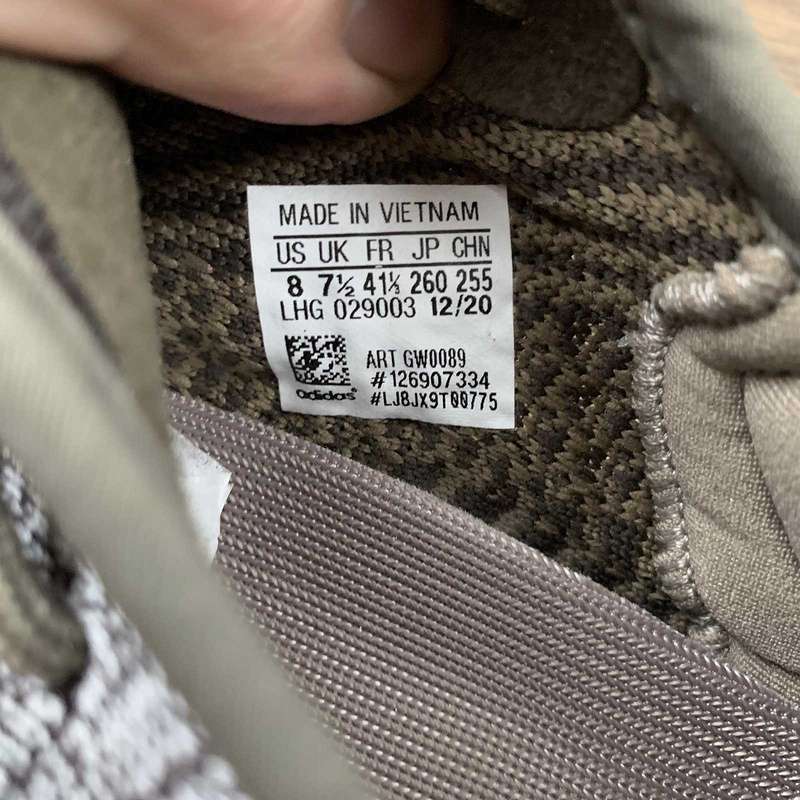 MADE IN VIETNAM
US UK FR JP CHN
8 7½ 41⅓ 260 255
LHG 029003 12/20
ART GW0089
#126907334
adidas #LJ8JX9T00775